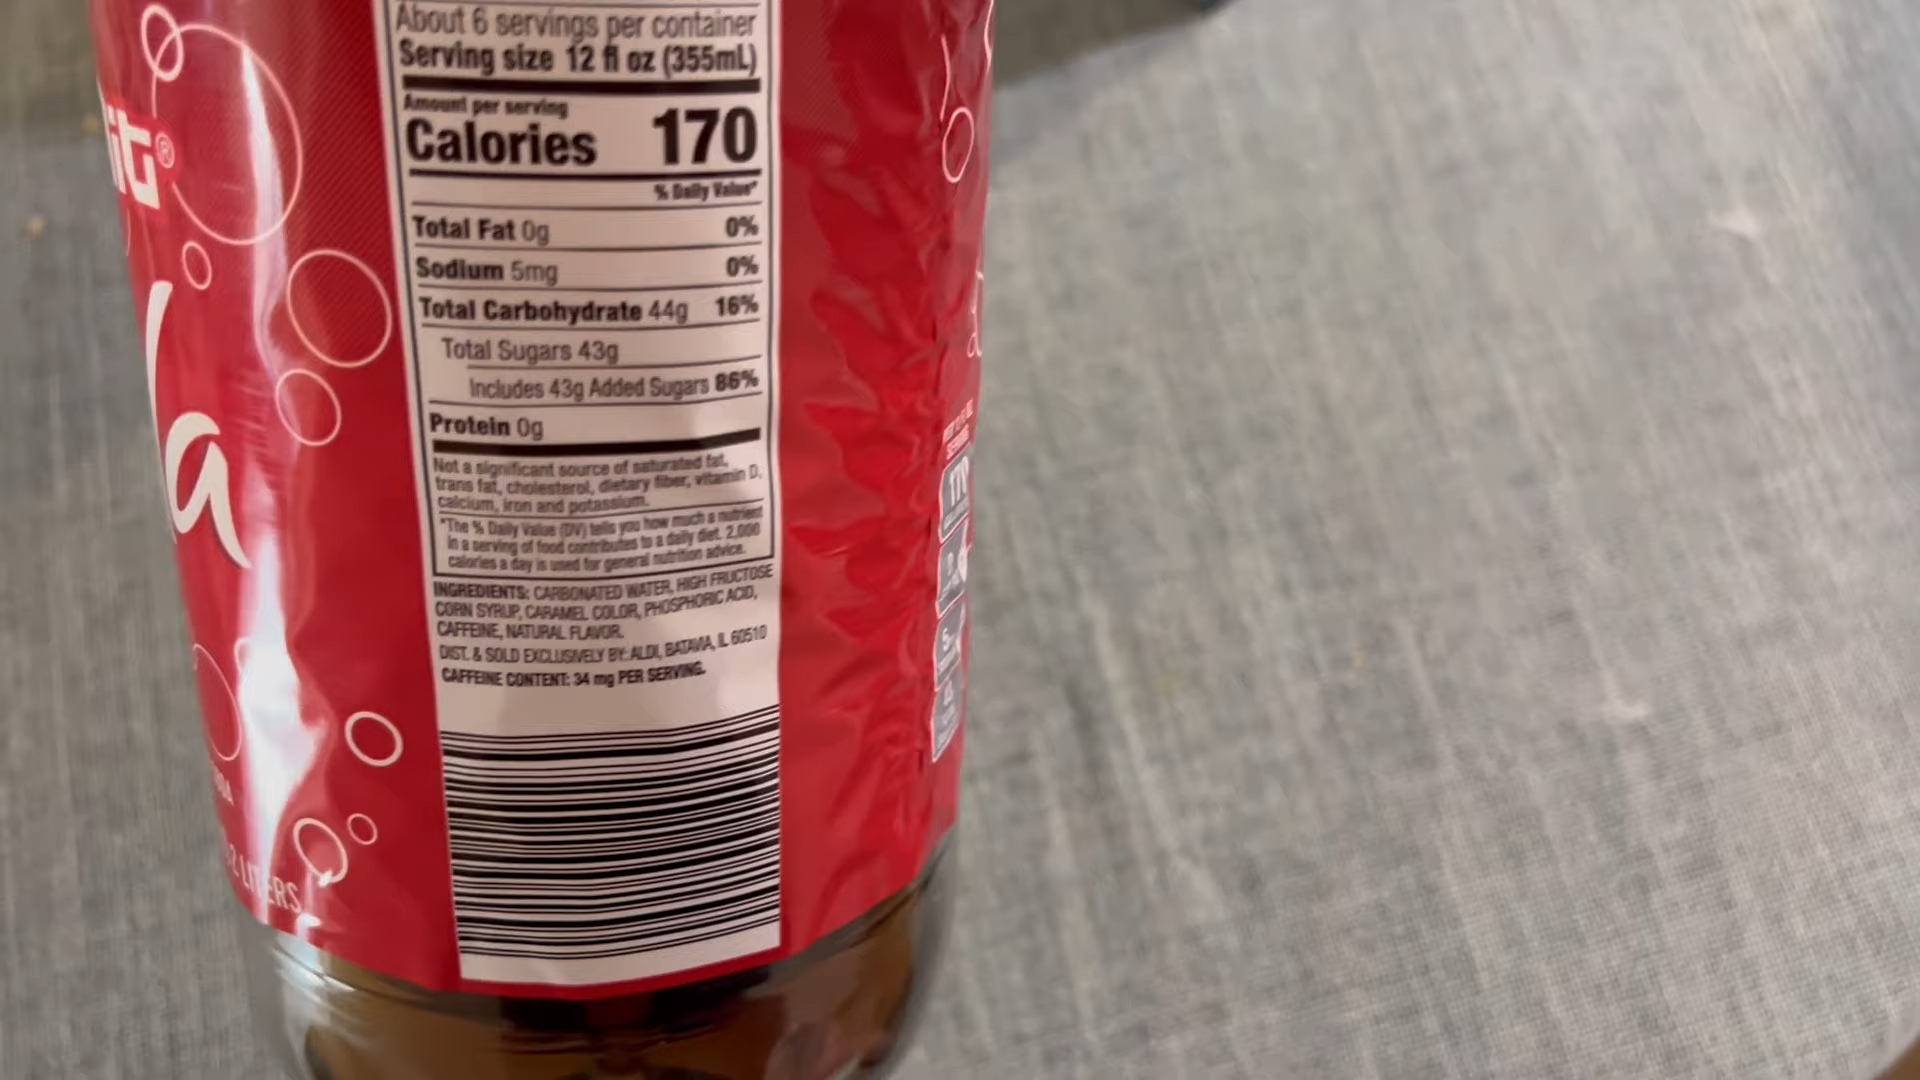 About 6 servings per container
Serving size 12 fl oz (355mL)
Amount per serving
Calories 170
% Daily Value*
Total Fat 0g 0%
Sodium 5mg 0%
Total Carbohydrate 44g 16%
Total Sugars 43g
Includes 43g Added Sugars 86%
Protein 0g
Not a significant source of saturated fat,
trans fat, cholesterol, dietary fiber, vitamin D,
calcium, iron and potassium.
*The % Daily Value (DV) tells you how much a nutrient
in a serving of food contributes to a daily diet. 2,000
calories a day is used for general nutrition advice.
INGREDIENTS: CARBONATED WATER, HIGH FRUCTOSE
CORN SYRUP, CARAMEL COLOR, PHOSPHORIC ACID,
CAFFEINE, NATURAL FLAVOR.
DIST. & SOLD EXCLUSIVELY BY: ALDI, BATAVIA, IL 60510
CAFFEINE CONTENT: 34 mg PER SERVING.
it®
la
2 LITERS
170